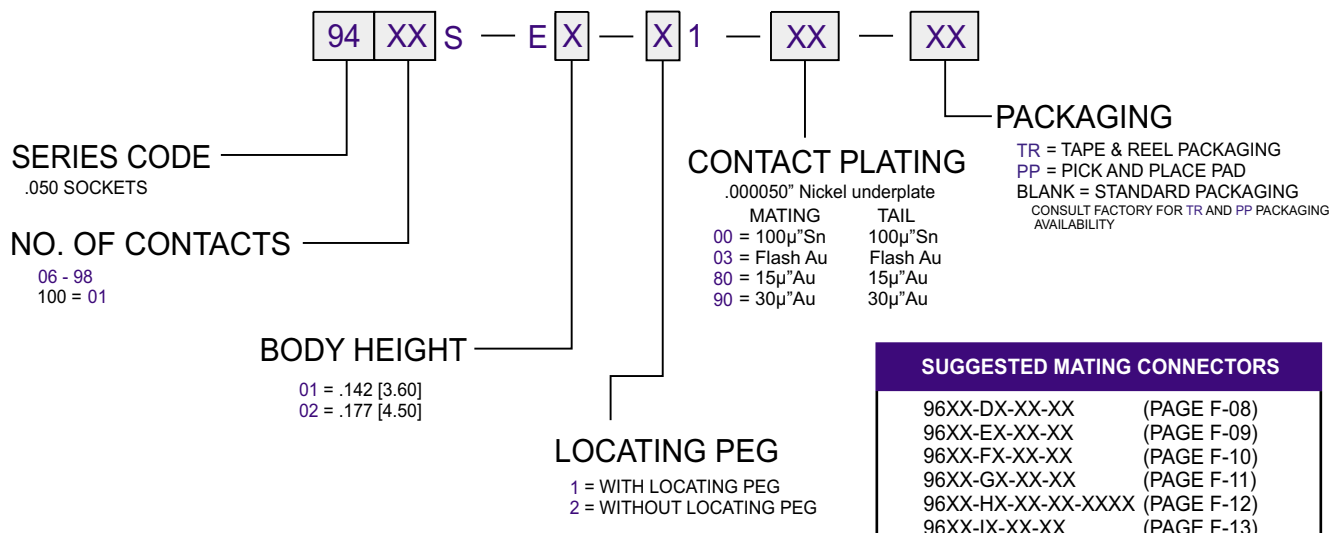 94 XX S — E X — X 1 — XX — XX
SERIES CODE
.050 SOCKETS
NO. OF CONTACTS
06 - 98
100 = 01
BODY HEIGHT
01 = .142 [3.60]
02 = .177 [4.50]
LOCATING PEG
1 = WITH LOCATING PEG
2 = WITHOUT LOCATING PEG
CONTACT PLATING
.000050" Nickel underplate
MATING TAIL
00 = 100µ"Sn 100µ"Sn
03 = Flash Au Flash Au
80 = 15µ"Au 15µ"Au
90 = 30µ"Au 30µ"Au
PACKAGING
TR = TAPE & REEL PACKAGING
PP = PICK AND PLACE PAD
BLANK = STANDARD PACKAGING
CONSULT FACTORY FOR TR AND PP PACKAGING
AVAILABILITY
SUGGESTED MATING CONNECTORS
96XX-DX-XX-XX (PAGE F-08)
96XX-EX-XX-XX (PAGE F-09)
96XX-FX-XX-XX (PAGE F-10)
96XX-GX-XX-XX (PAGE F-11)
96XX-HX-XX-XX-XXXX (PAGE F-12)
96XX-IX-XX-XX (PAGE F-13)